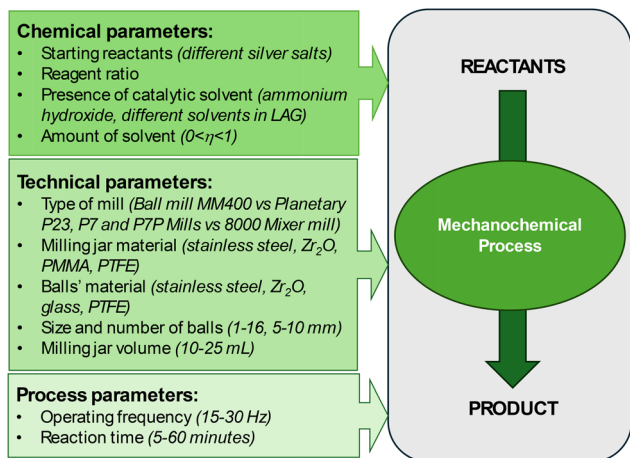 Chemical parameters:
• Starting reactants (different silver salts)
• Reagent ratio
• Presence of catalytic solvent (ammonium
hydroxide, different solvents in LAG)
• Amount of solvent (0<η<1)
Technical parameters:
• Type of mill (Ball mill MM400 vs Planetary
P23, P7 and P7P Mills vs 8000 Mixer mill)
• Milling jar material (stainless steel, Zr₂O,
PMMA, PTFE)
• Balls' material (stainless steel, Zr₂O,
glass, PTFE)
• Size and number of balls (1-16, 5-10 mm)
• Milling jar volume (10-25 mL)
Process parameters:
• Operating frequency (15-30 Hz)
• Reaction time (5-60 minutes)
REACTANTS
Mechanochemical
Process
PRODUCT